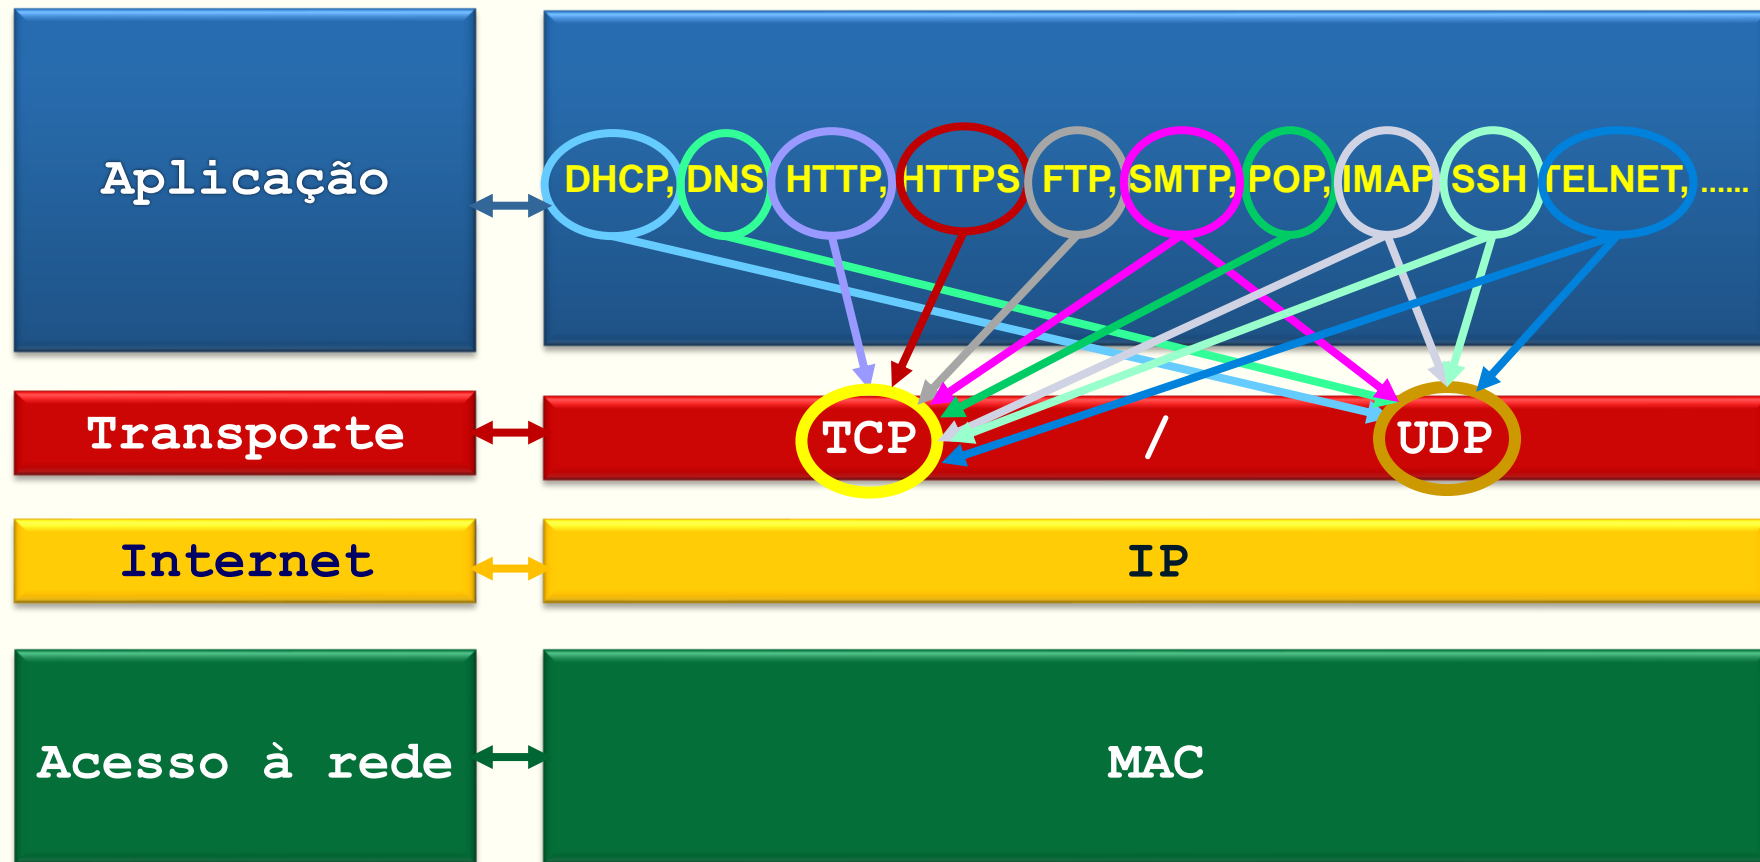 Aplicação
DHCP, DNS HTTP, HTTPS FTP, SMTP, POP, IMAP SSH TELNET, ......
Transporte
TCP / UDP
Internet
IP
Acesso à rede
MAC